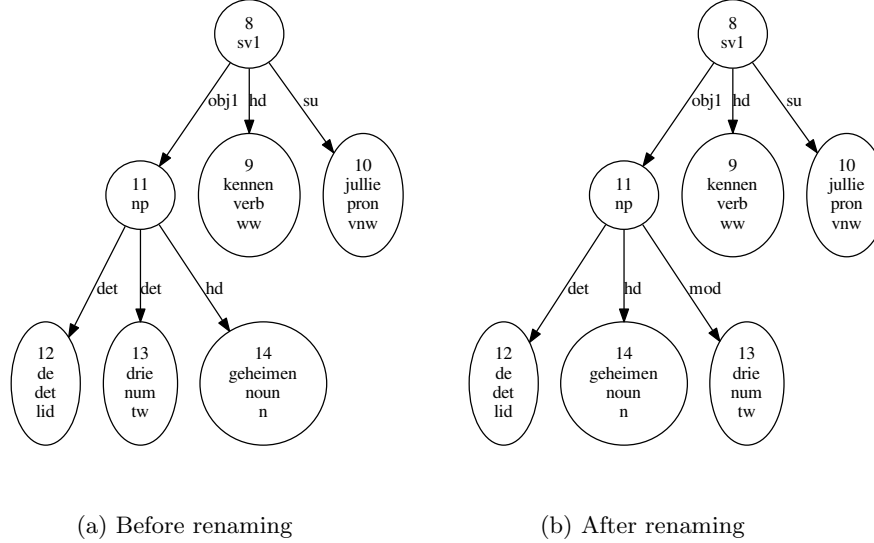 8
sv1
obj1
hd
su
11
np
9
kennen
verb
ww
10
jullie
pron
vnw
det
det
hd
12
de
det
lid
13
drie
num
tw
14
geheimen
noun
n
(a) Before renaming
8
sv1
obj1
hd
su
11
np
9
kennen
verb
ww
10
jullie
pron
vnw
det
hd
mod
12
de
det
lid
14
geheimen
noun
n
13
drie
num
tw
(b) After renaming